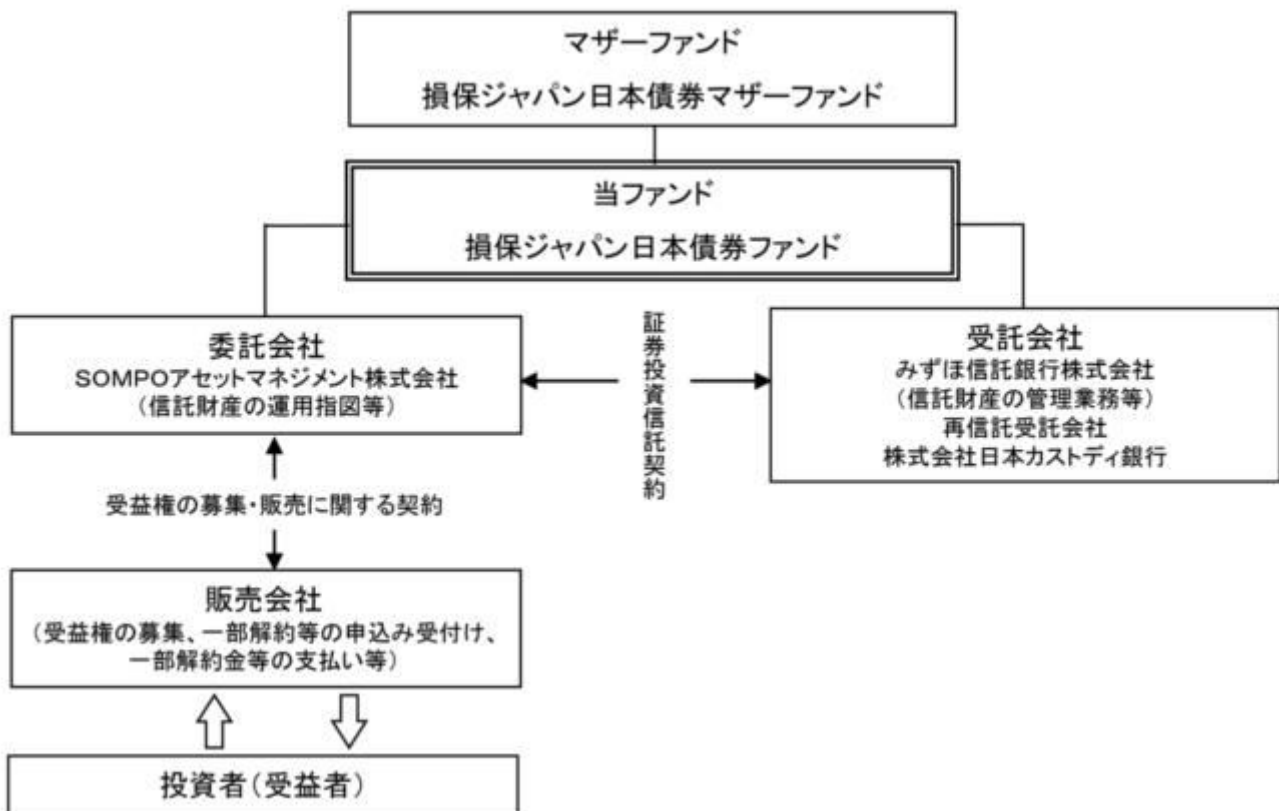 マザーファンド
損保ジャパン日本債券マザーファンド
当ファンド
損保ジャパン日本債券ファンド
委託会社
SOMPOアセットマネジメント株式会社
（信託財産の運用指図等）
証券投資信託契約
受託会社
みずほ信託銀行株式会社
（信託財産の管理業務等）
再信託受託会社
株式会社日本カストディ銀行
受益権の募集・販売に関する契約
販売会社
（受益権の募集、一部解約等の申込み受付け、
一部解約金等の支払い等）
投資者（受益者）